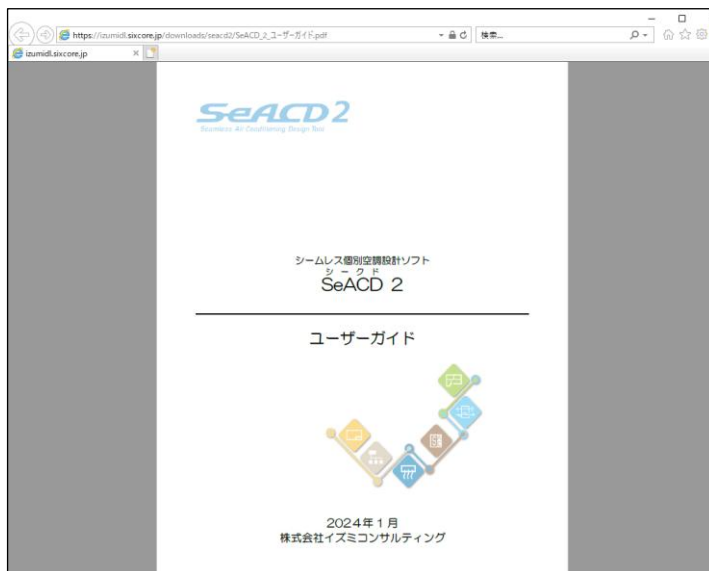 https://izumidl.sixcore.jp/downloads/seacd2/SeACD_2_ユーザーガイド.pdf
検索...
izumidl.sixcore.jp
SeACD 2
Seamless Air Conditioning Design Tool
シームレス個別空調設計ソフト
シークド
SeACD 2
ユーザーガイド
2024年1月
株式会社イズミコンサルティング